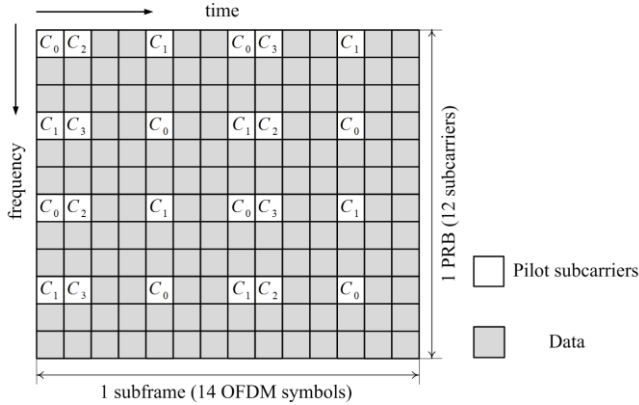 time
C0 C2 C1 C0 C3 C1
C1 C3 C0 C1 C2 C0
C0 C2 C1 C0 C3 C1
C1 C3 C0 C1 C2 C0
frequency
1 PRB (12 subcarriers)
Pilot subcarriers
Data
1 subframe (14 OFDM symbols)